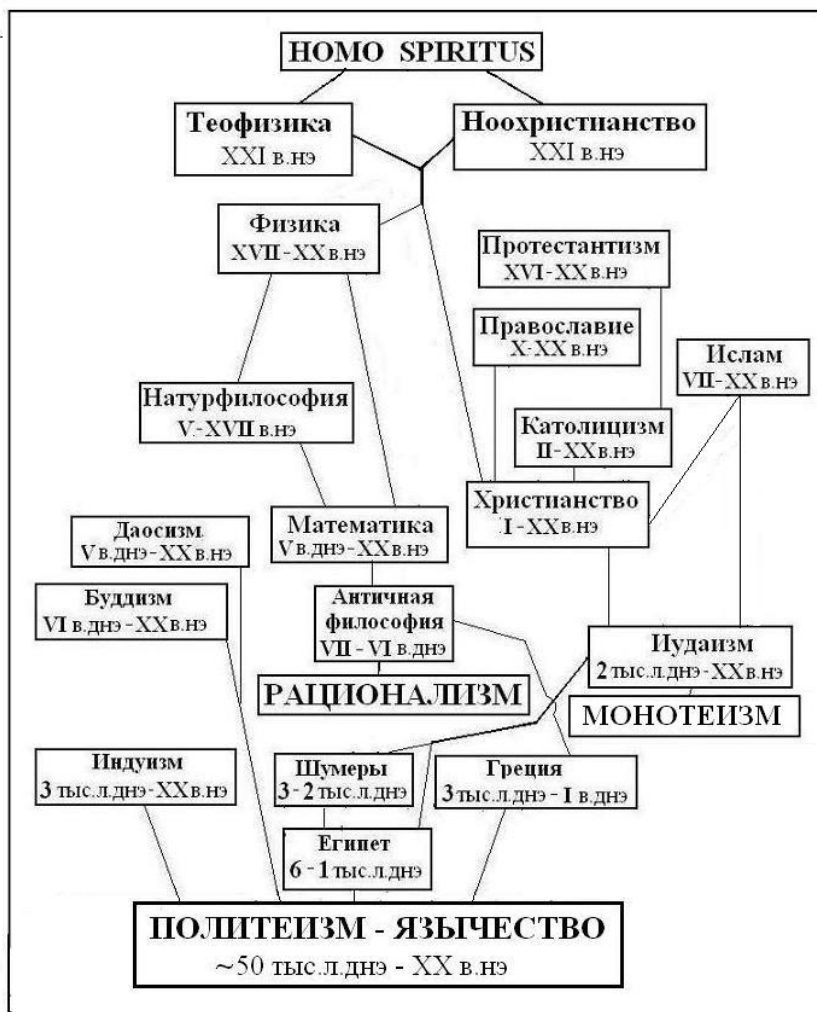 HOMO SPIRITUS
Теофизика
XXI в.нэ
Ноохристианство
XXI в.нэ
Физика
XVII-XX в.нэ
Протестантизм
XVI-XX в.нэ
Православие
X-XX в.нэ
Ислам
VII-XX в.нэ
Натурфилософия
V-XVII в.нэ
Католицизм
II-XX в.нэ
Христианство
I-XX в.нэ
Даосизм
V в.днэ-XX в.нэ
Математика
V в.днэ-XX в.нэ
Буддизм
VI в.днэ-XX в.нэ
Античная
философия
VII - VI в.днэ
Иудаизм
2 тыс.л.днэ-XX в.нэ
РАЦИОНАЛИЗМ
МОНОТЕИЗМ
Индуизм
3 тыс.л.днэ-XX в.нэ
Шумеры
3-2 тыс.л.днэ
Греция
3 тыс.л.днэ-I в.днэ
Египет
6-1 тыс.л.днэ
ПОЛИТЕИЗМ - ЯЗЫЧЕСТВО
~50 тыс.л.днэ - XX в.нэ